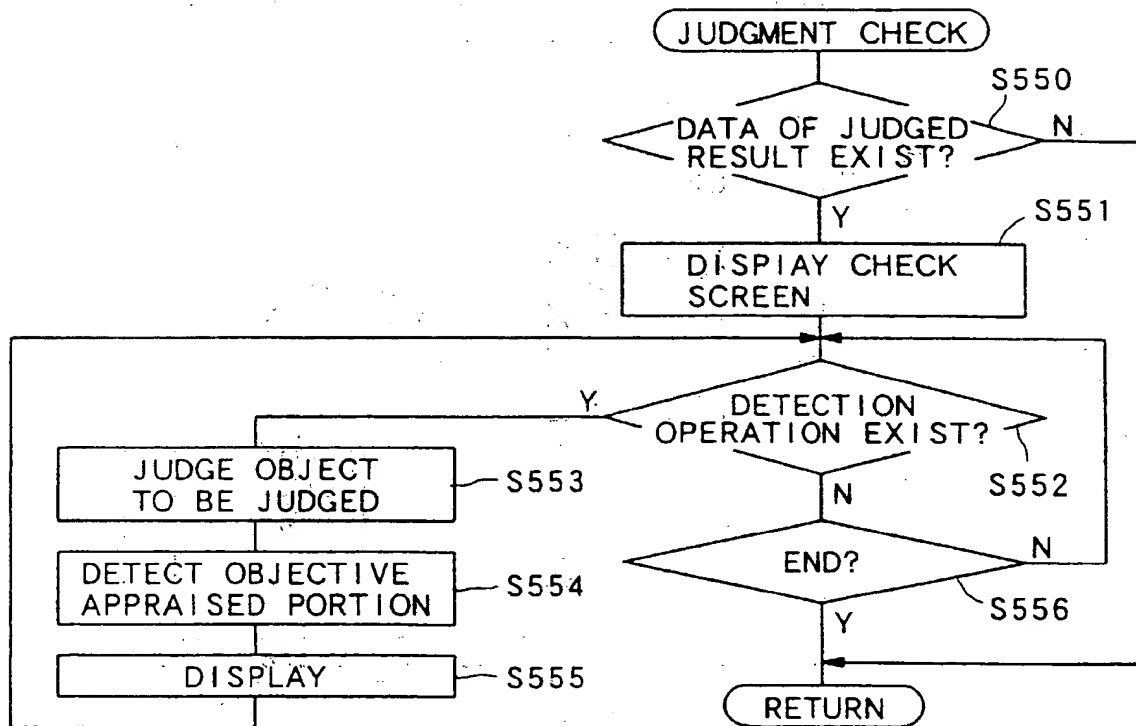 JUDGMENT CHECK
S550
DATA OF JUDGED
RESULT EXIST?
N
Y
S551
DISPLAY CHECK
SCREEN
Y
DETECTION
OPERATION EXIST?
S552
N
JUDGE OBJECT
TO BE JUDGED
S553
END?
N
S556
Y
DETECT OBJECTIVE
APPRAISED PORTION
S554
DISPLAY
S555
RETURN